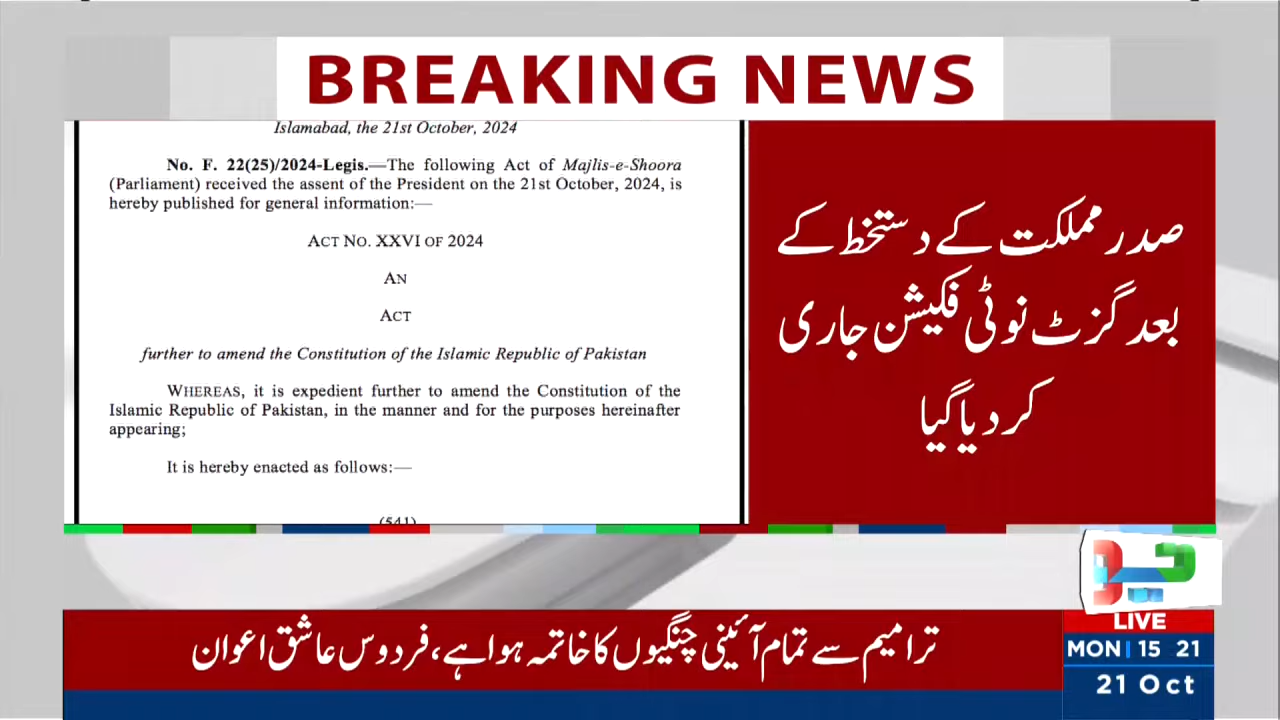 BREAKING NEWS
Islamabad, the 21st October, 2024
No. F. 22(25)/2024-Legis.—The following Act of Majlis-e-Shoora
(Parliament) received the assent of the President on the 21st October, 2024, is
hereby published for general information:—
ACT NO. XXVI OF 2024
AN
ACT
further to amend the Constitution of the Islamic Republic of Pakistan
WHEREAS, it is expedient further to amend the Constitution of the
Islamic Republic of Pakistan, in the manner and for the purposes hereinafter
appearing;
It is hereby enacted as follows:—
(541)
صدر مملکت کے دستخط کے
بعد گزٹ نوٹی فکیشن جاری
کر دیا گیا
ترامیم سے تمام آئینی چنگیوں کا خاتمہ ہوا ہے، فردوس عاشق اعوان
LIVE
MON 15 21
21 Oct